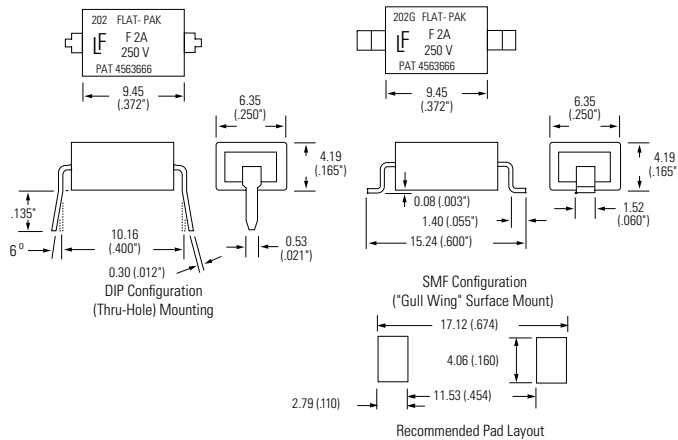 202 FLAT- PAK
LF F 2A
250 V
PAT 4563666
9.45
(.372")
202G FLAT- PAK
LF F 2A
250 V
PAT 4563666
9.45
(.372")
6.35
(.250")
4.19
(.165")
.135"
6°
10.16
(.400")
0.30 (.012")
0.53
(.021")
DIP Configuration
(Thru-Hole) Mounting
6.35
(.250")
4.19
(.165"
0.08 (.003")
1.40 (.055")
15.24 (.600")
1.52
(.060")
SMF Configuration
("Gull Wing" Surface Mount)
17.12 (.674)
4.06 (.160)
2.79 (.110)
11.53 (.454)
Recommended Pad Layout